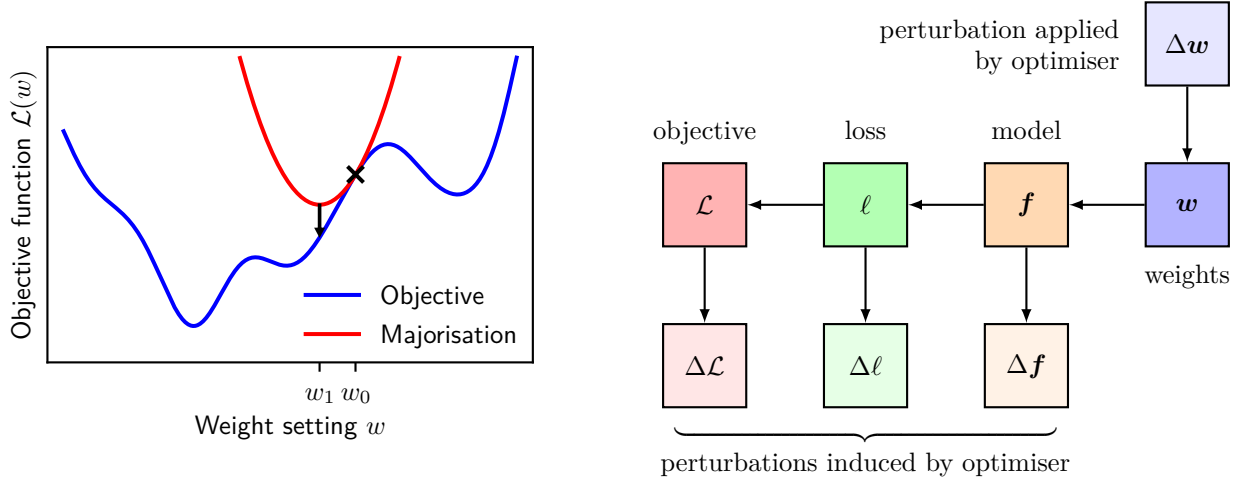 Objective function ℒ(w)
Objective
Majorisation
w₁ w₀
Weight setting w
perturbation applied
by optimiser
Δ𝒘
objective
loss
model
ℒ
ℓ
𝒇
𝒘
weights
Δℒ
Δℓ
Δ𝒇
perturbations induced by optimiser